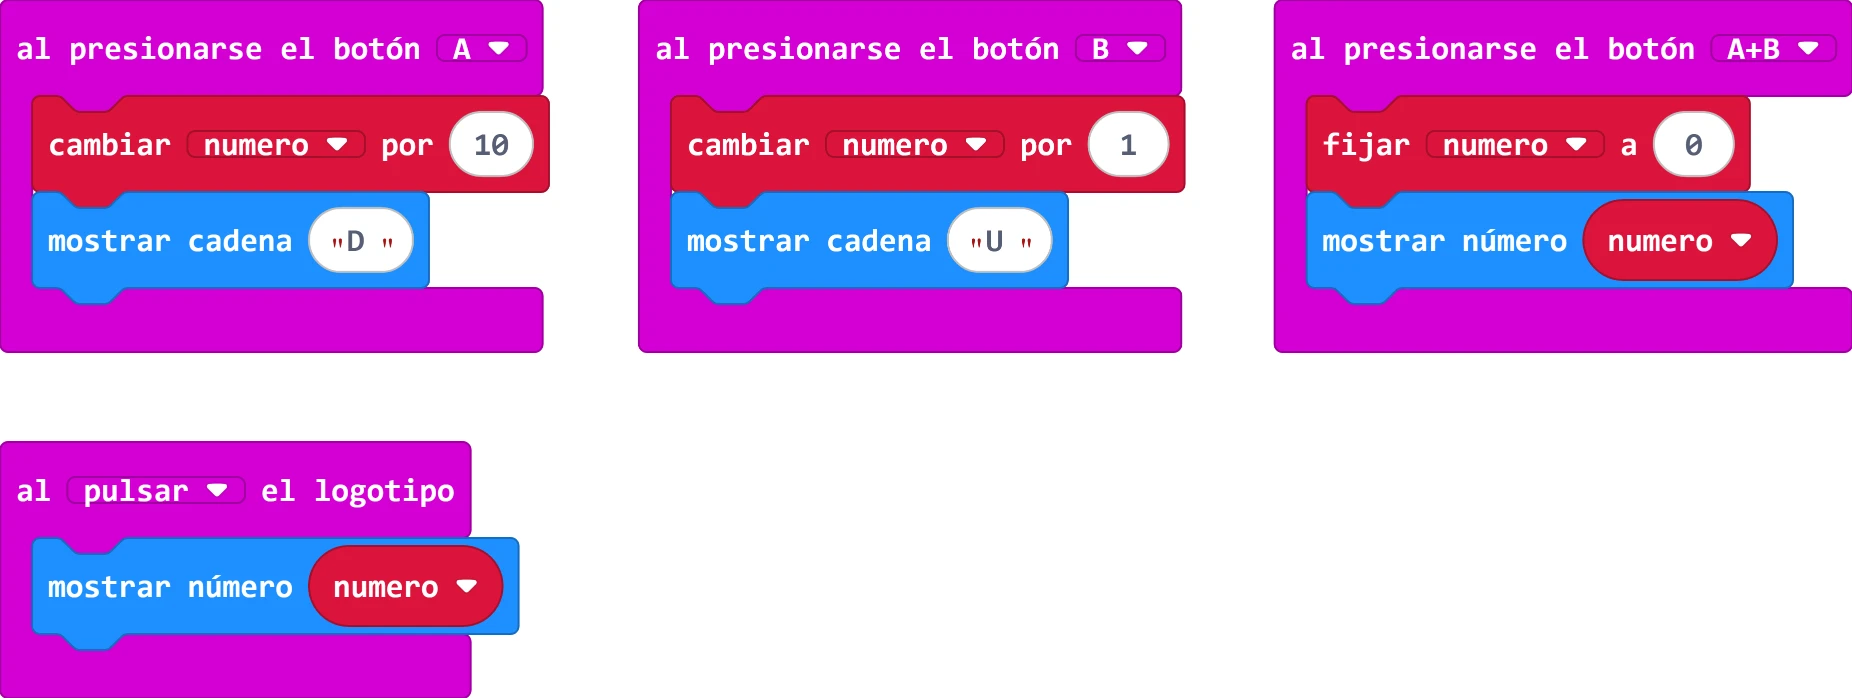 al presionarse el botón A
cambiar numero por 10
mostrar cadena "D "
al presionarse el botón B
cambiar numero por 1
mostrar cadena "U "
al presionarse el botón A+B
fijar numero a 0
mostrar número numero
al pulsar el logotipo
mostrar número numero